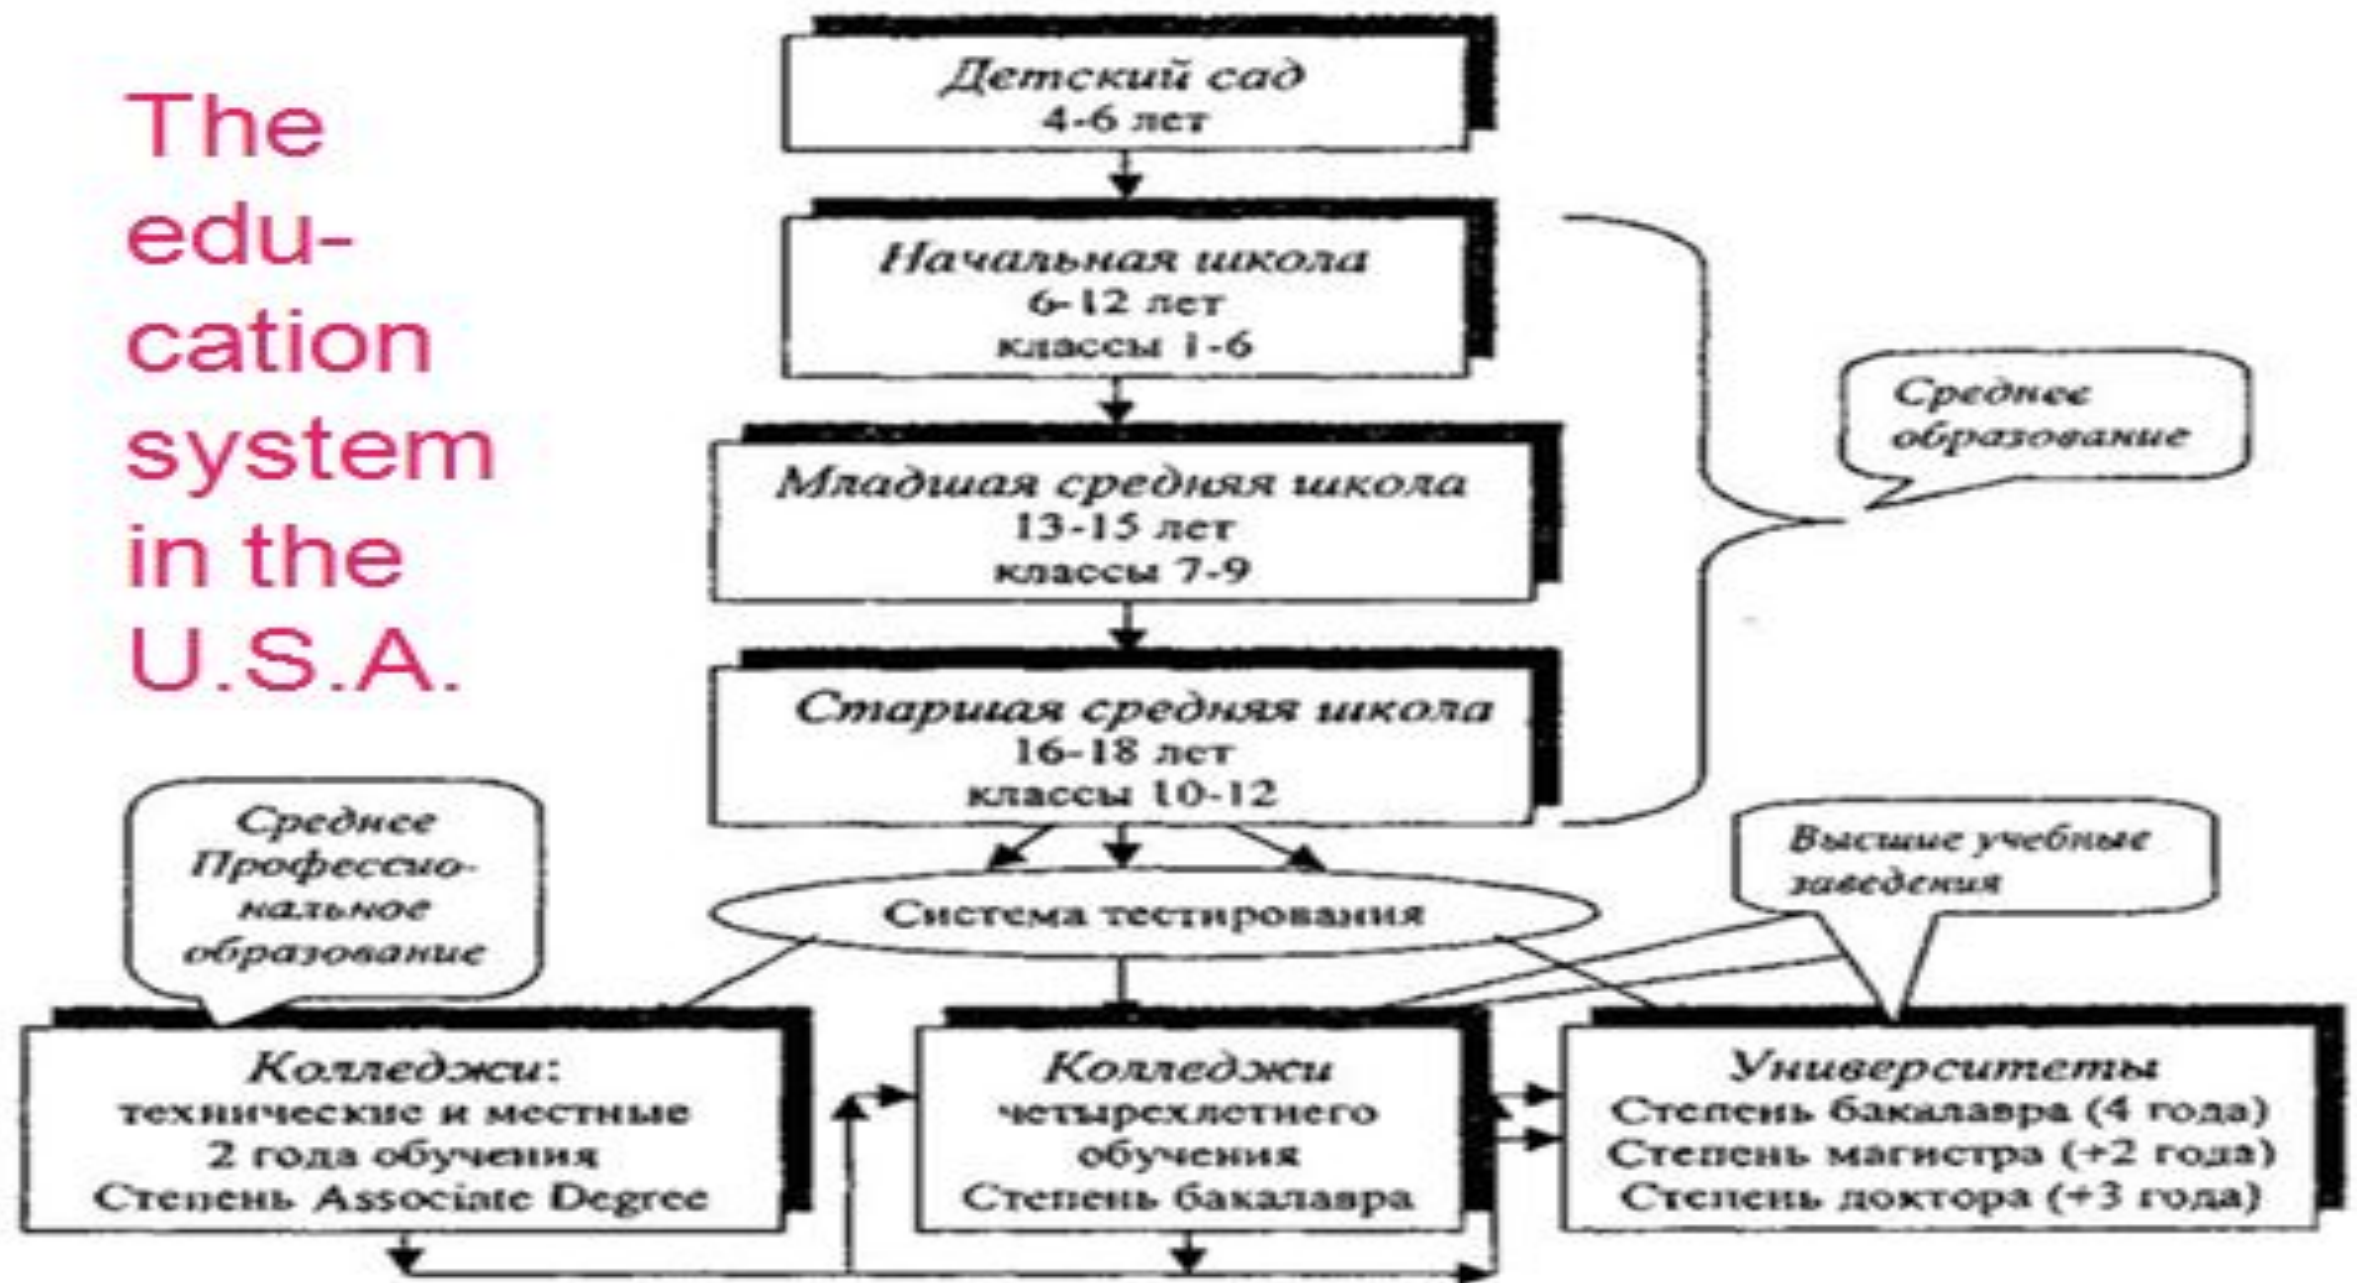 The
edu-
cation
system
in the
U.S.A.
Детский сад
4-6 лет
Начальная школа
6-12 лет
классы 1-6
Младшая средняя школа
13-15 лет
классы 7-9
Среднее
образование
Старшая средняя школа
16-18 лет
классы 10-12
Среднее
Профессио-
нальное
образование
Высшие учебные
заведения
Система тестирования
Колледжи:
технические и местные
2 года обучения
Степень Associate Degree
Колледжи
четырехлетнего
обучения
Степень бакалавра
Университеты
Степень бакалавра (4 года)
Степень магистра (+2 года)
Степень доктора (+3 года)